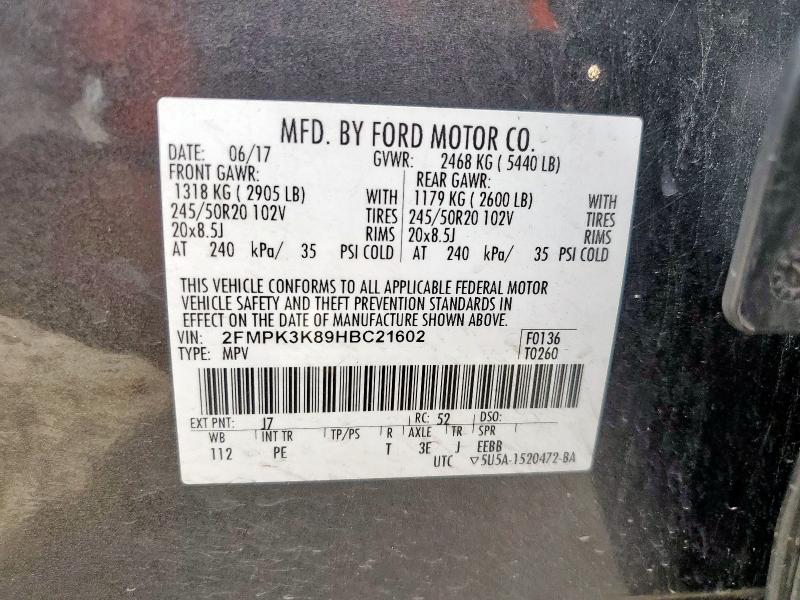 MFD. BY FORD MOTOR CO.
DATE: 06/17 GVWR: 2468 KG ( 5440 LB)
FRONT GAWR: REAR GAWR:
1318 KG ( 2905 LB) WITH 1179 KG ( 2600 LB) WITH
245/50R20 102V TIRES 245/50R20 102V TIRES
20x8.5J RIMS 20x8.5J RIMS
AT 240 kPa/ 35 PSI COLD AT 240 kPa/ 35 PSI COLD
THIS VEHICLE CONFORMS TO ALL APPLICABLE FEDERAL MOTOR
VEHICLE SAFETY AND THEFT PREVENTION STANDARDS IN
EFFECT ON THE DATE OF MANUFACTURE SHOWN ABOVE.
VIN: 2FMPK3K89HBC21602 F0136
TYPE: MPV T0260
EXT PNT: J7 RC: 52 DSO:
WB INT TR TP/PS R AXLE TR SPR
112 PE T 3E J EEBB
UTC ▽5U5A-1520472-BA